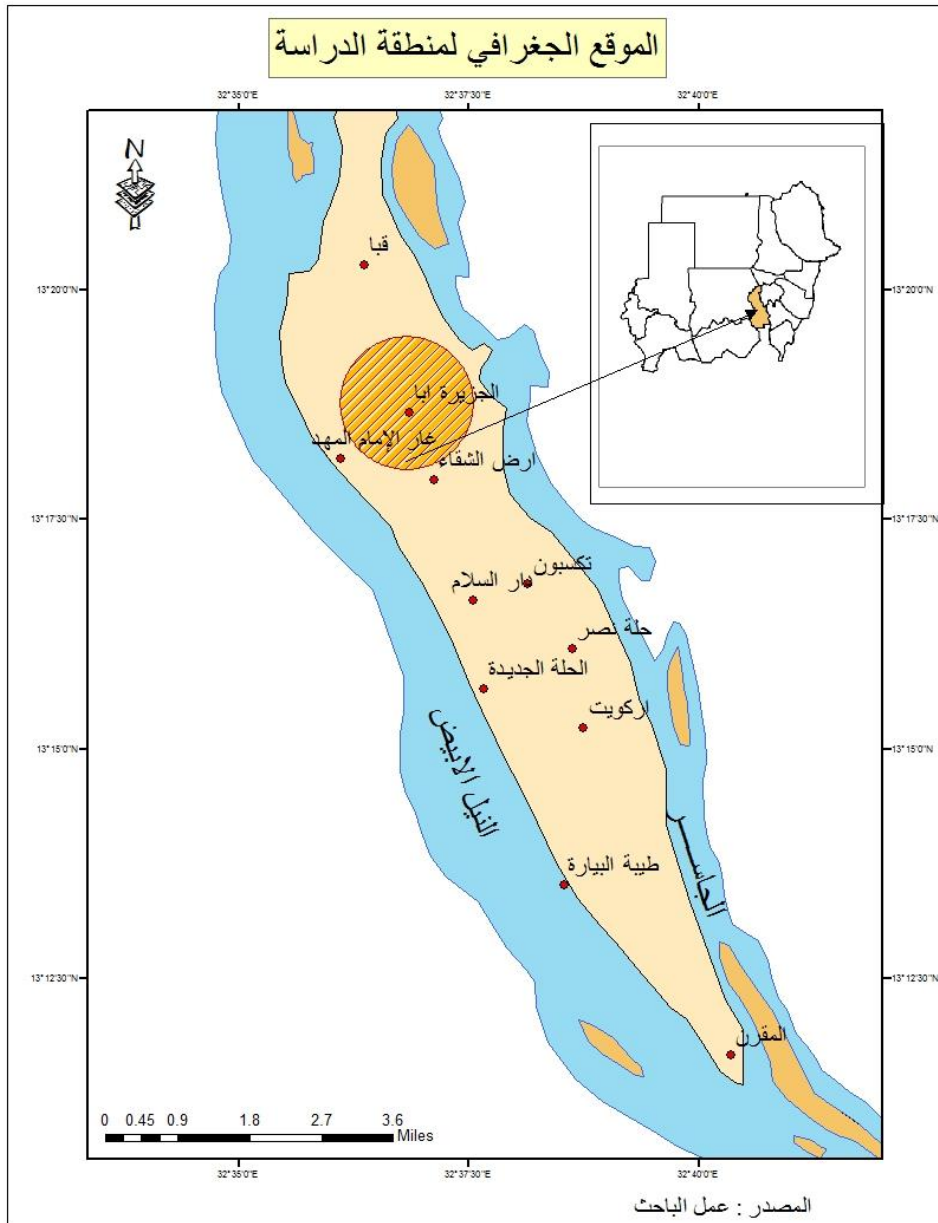 الموقع الجغرافي لمنطقة الدراسة
32°35'0"E
32°37'30"E
32°40'0"E
N
قبا
13°20'0"N
13°20'0"N
الجزيرة ابا
غار الإمام المهد
ارض الشقاء
13°17'30"N
13°17'30"N
تكسبون
دار السلام
حلة نصر
الحلة الجديدة
اركويت
النيل الابيض
13°15'0"N
13°15'0"N
الجاســـر
طيبة البيارة
13°12'30"N
13°12'30"N
المقرن
0 0.45 0.9 1.8 2.7 3.6
Miles
32°35'0"E
32°37'30"E
32°40'0"E
المصدر : عمل الباحث